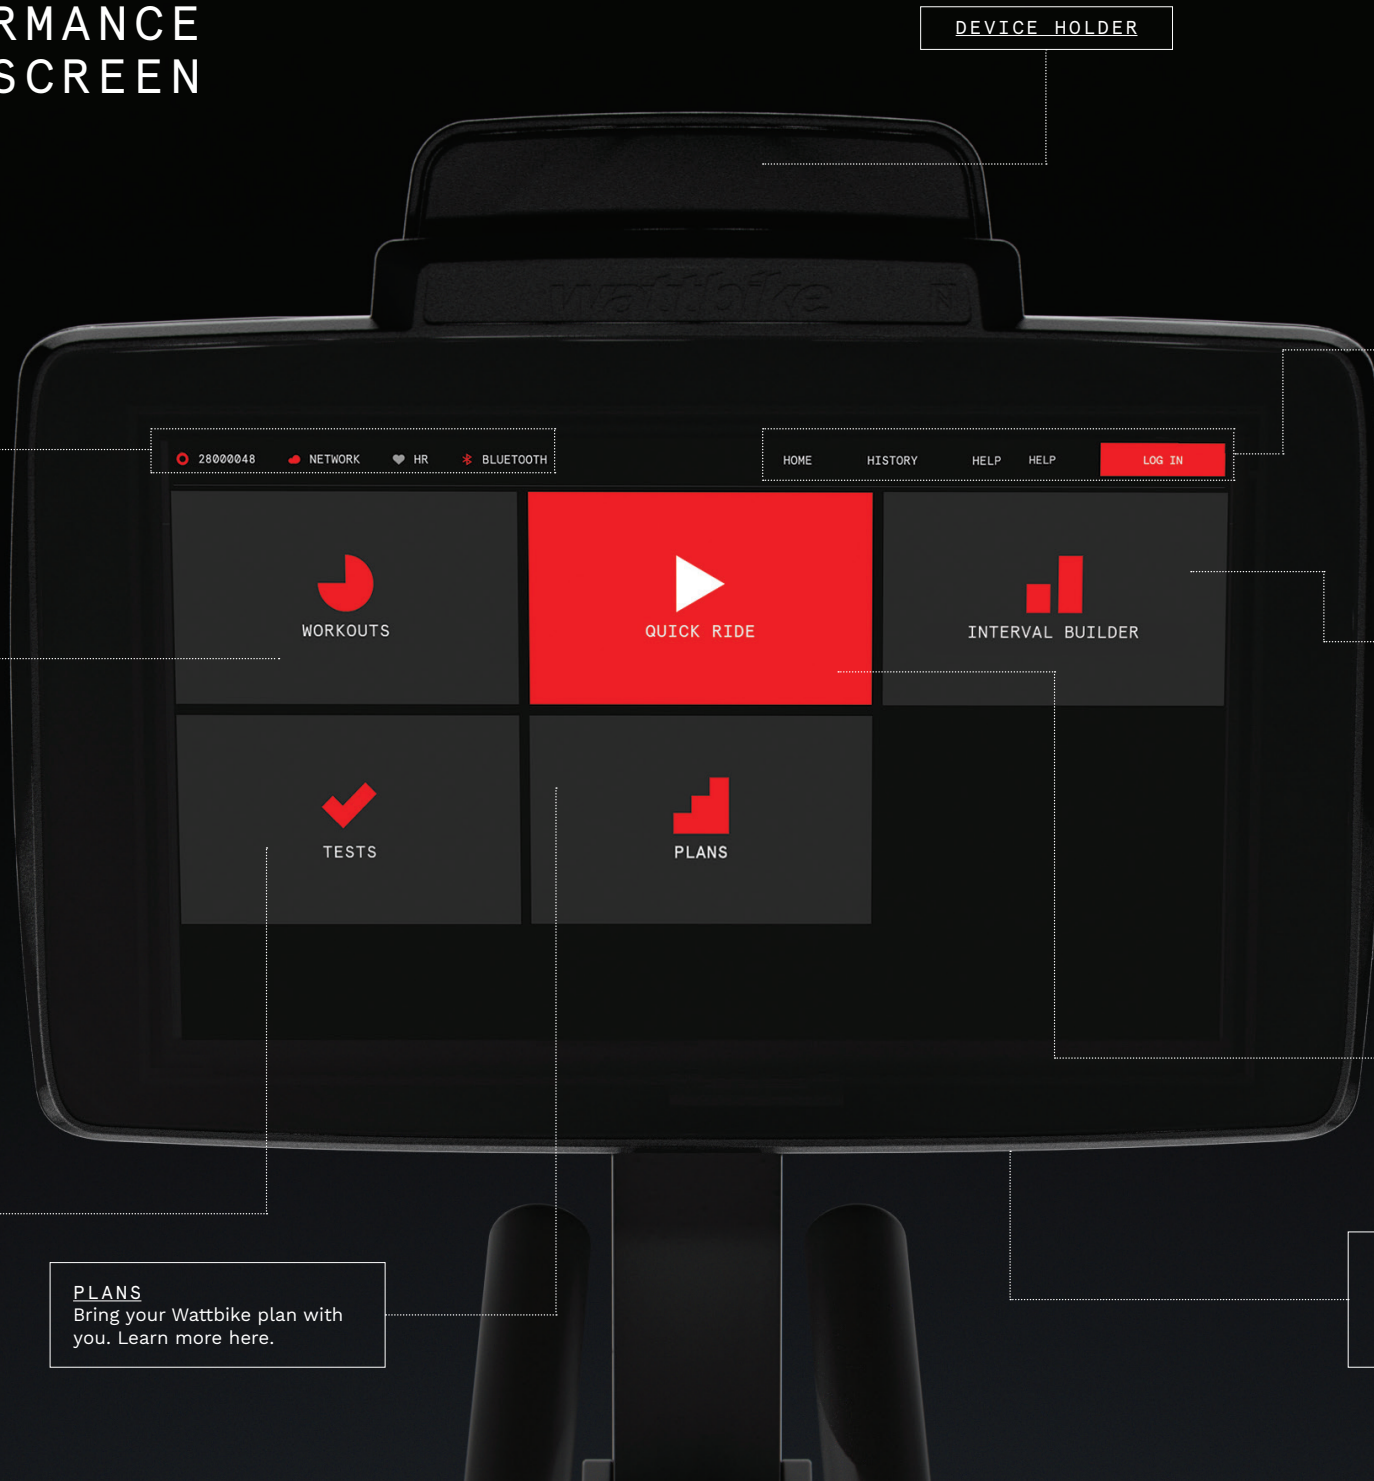 RMANCE
SCREEN
DEVICE HOLDER
wattbike
28000048 NETWORK HR BLUETOOTH
HOME HISTORY HELP HELP LOG IN
WORKOUTS
QUICK RIDE
INTERVAL BUILDER
TESTS
PLANS
PLANS
Bring your Wattbike plan with
you. Learn more here.